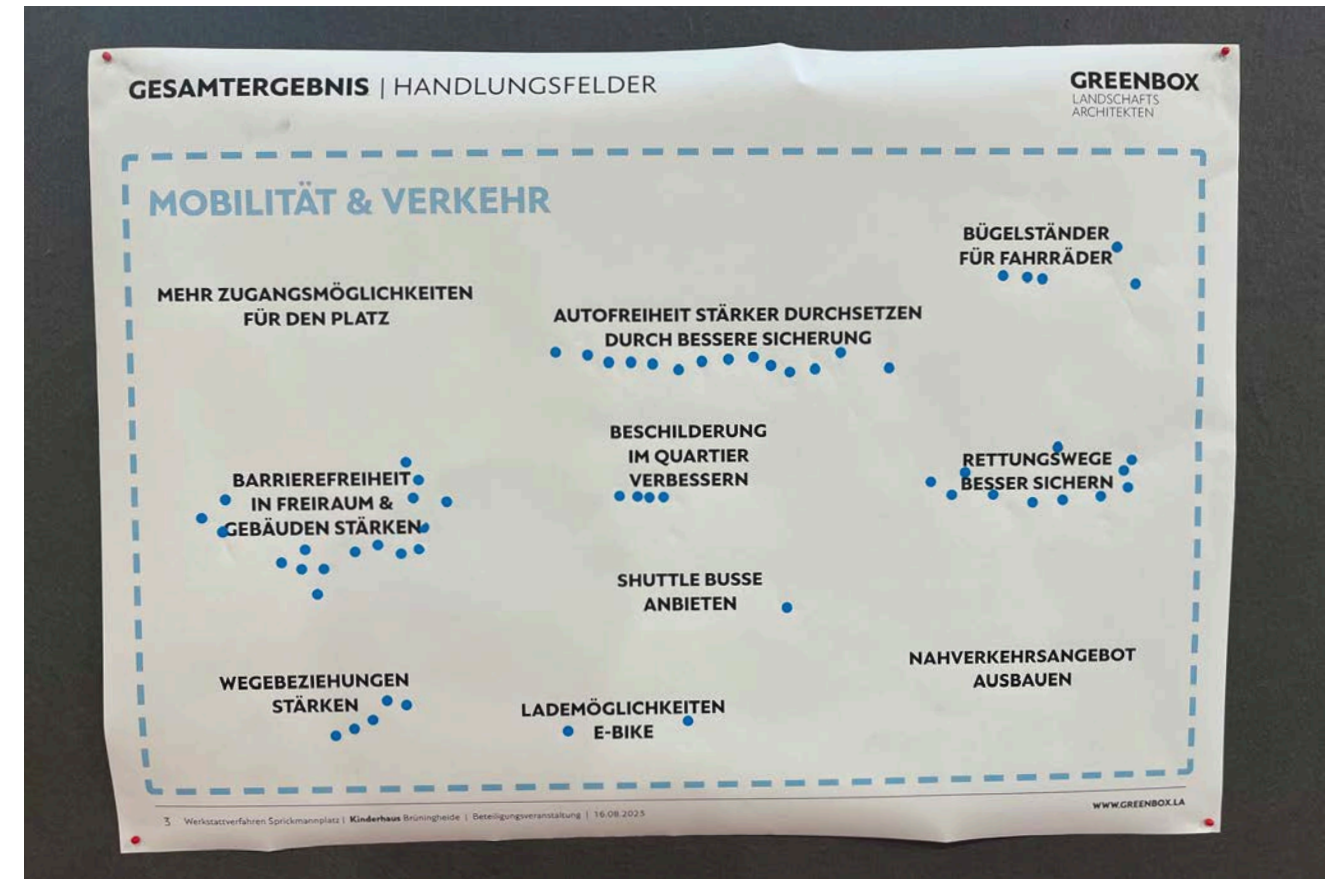 GESAMTERGEBNIS | HANDLUNGSFELDER
GREENBOX
LANDSCHAFTS
ARCHITEKTEN
MOBILITÄT & VERKEHR
BÜGELSTÄNDER
FÜR FAHRRÄDER
MEHR ZUGANGSMÖGLICHKEITEN
FÜR DEN PLATZ
AUTOFREIHEIT STÄRKER DURCHSETZEN
DURCH BESSERE SICHERUNG
BESCHILDERUNG
IM QUARTIER
VERBESSERN
RETTUNGSWEGE
BESSER SICHERN
BARRIEREFREIHEIT
IN FREIRAUM &
GEBÄUDEN STÄRKEN
SHUTTLE BUSSE
ANBIETEN
NAHVERKEHRSANGEBOT
AUSBAUEN
WEGEBEZIEHUNGEN
STÄRKEN
LADEMÖGLICHKEITEN
E-BIKE
3 Werkstattverfahren Sprickmannplatz | Kinderhaus Brüningheide | Beteiligungsveranstaltung | 16.08.2023
WWW.GREENBOX.LA